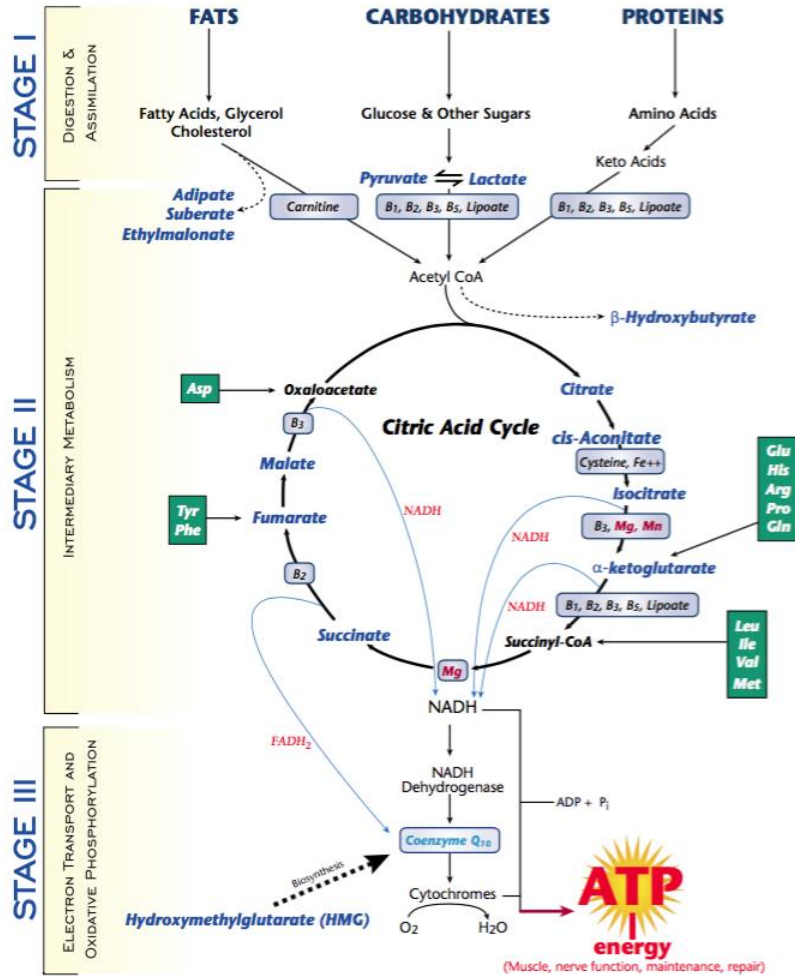 STAGE I
DIGESTION &
ASSIMILATION
FATS
CARBOHYDRATES
PROTEINS
Fatty Acids, Glycerol
Cholesterol
Glucose & Other Sugars
Amino Acids
Keto Acids
Pyruvate
Lactate
STAGE II
INTERMEDIARY METABOLISM
Adipate
Suberate
Ethylmalonate
Carnitine
B1, B2, B3, B5, Lipoate
B1, B2, B3, B5, Lipoate
Acetyl CoA
β-Hydroxybutyrate
Asp
Oxaloacetate
Citrate
B3
Citric Acid Cycle
cis-Aconitate
Cysteine, Fe++
Malate
Isocitrate
Glu
His
Arg
Pro
Gln
Tyr
Phe
Fumarate
NADH
NADH
B3, Mg, Mn
α-ketoglutarate
B2
NADH
B1, B2, B3, B5, Lipoate
Succinate
Succinyl-CoA
Leu
Ile
Val
Met
Mg
NADH
STAGE III
ELECTRON TRANSPORT AND
OXIDATIVE PHOSPHORYLATION
FADH2
NADH
Dehydrogenase
ADP + Pi
Coenzyme Q10
Biosynthesis
Cytochromes
Hydroxymethylglutarate (HMG)
O2
H2O
ATP
energy
(Muscle, nerve function, maintenance, repair)